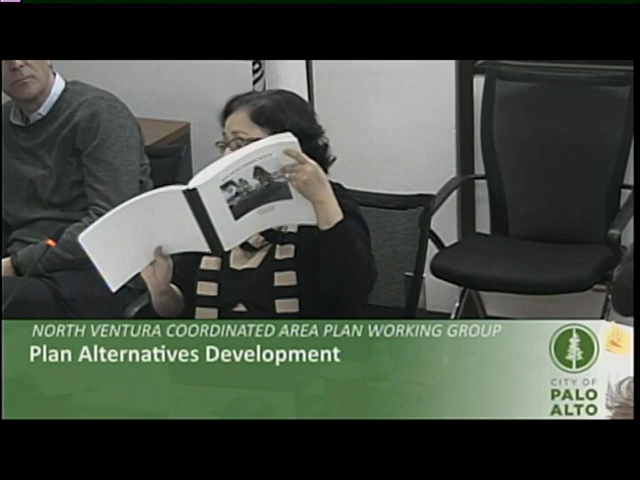 NORTH VENTURA COORDINATED AREA PLAN WORKING GROUP
Plan Alternatives Development
CITY OF
PALO
ALTO